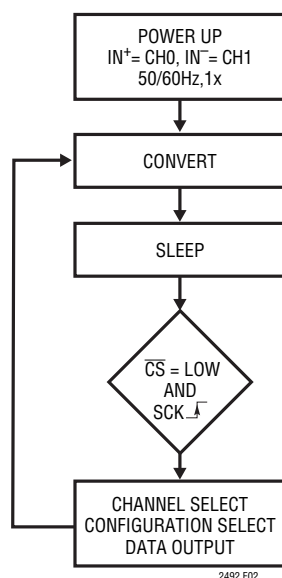 POWER UP
IN⁺= CH0, IN⁻= CH1
50/60Hz,1x
CONVERT
SLEEP
C̅S̅ = LOW
AND
SCK
CHANNEL SELECT
CONFIGURATION SELECT
DATA OUTPUT
2492 F02